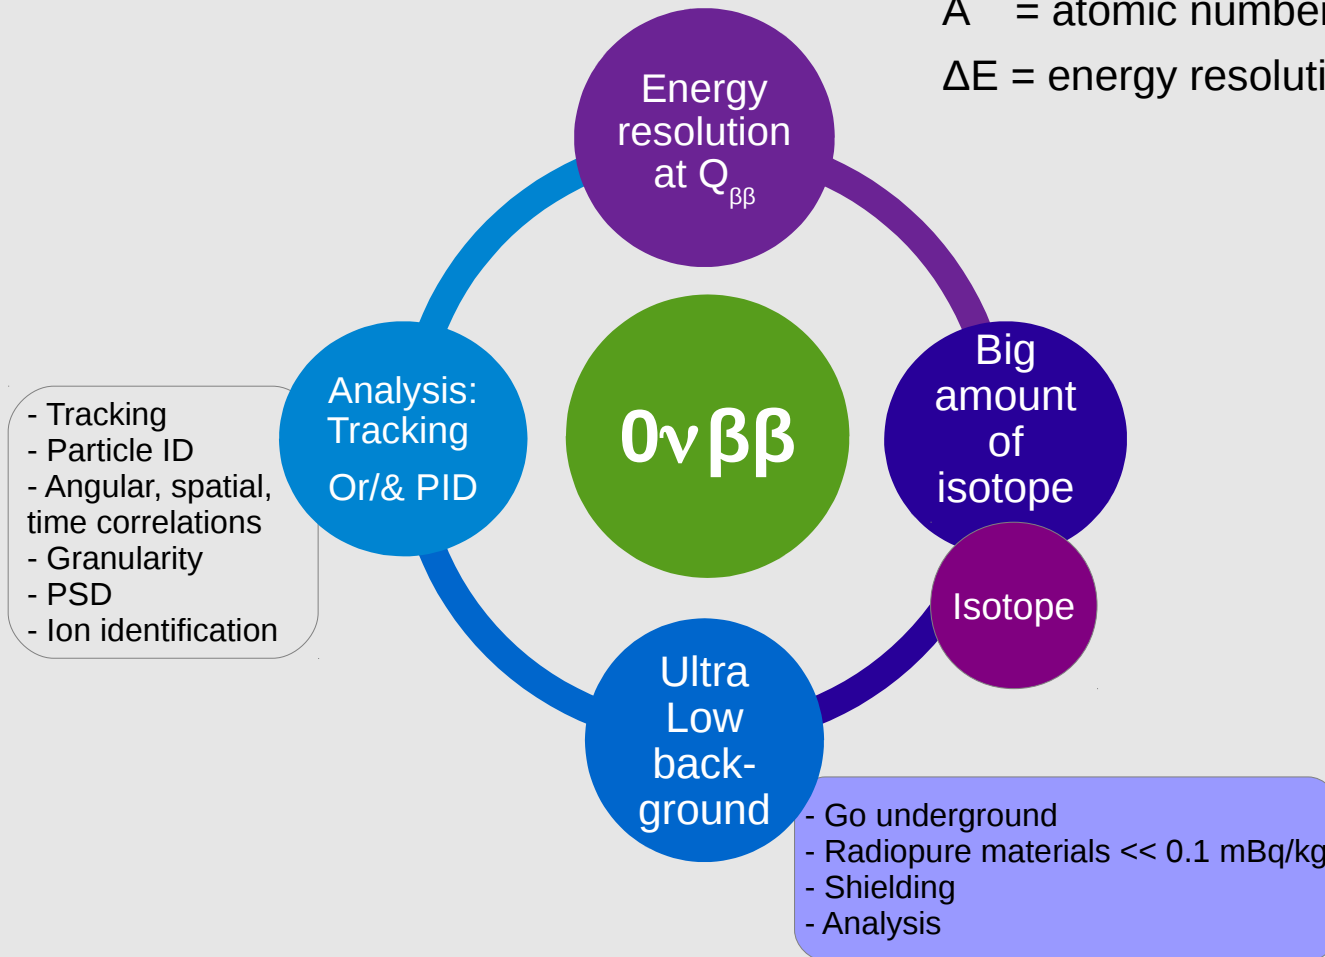 A = atomic number
ΔE = energy resoluti
Energy
resolution
at Qββ
Big
amount
of
isotope
Analysis:
Tracking
Or/& PID
0νββ
- Tracking
- Particle ID
- Angular, spatial,
time correlations
- Granularity
- PSD
- Ion identification
Isotope
Ultra
Low
back-
ground
- Go underground
- Radiopure materials << 0.1 mBq/kg
- Shielding
- Analysis